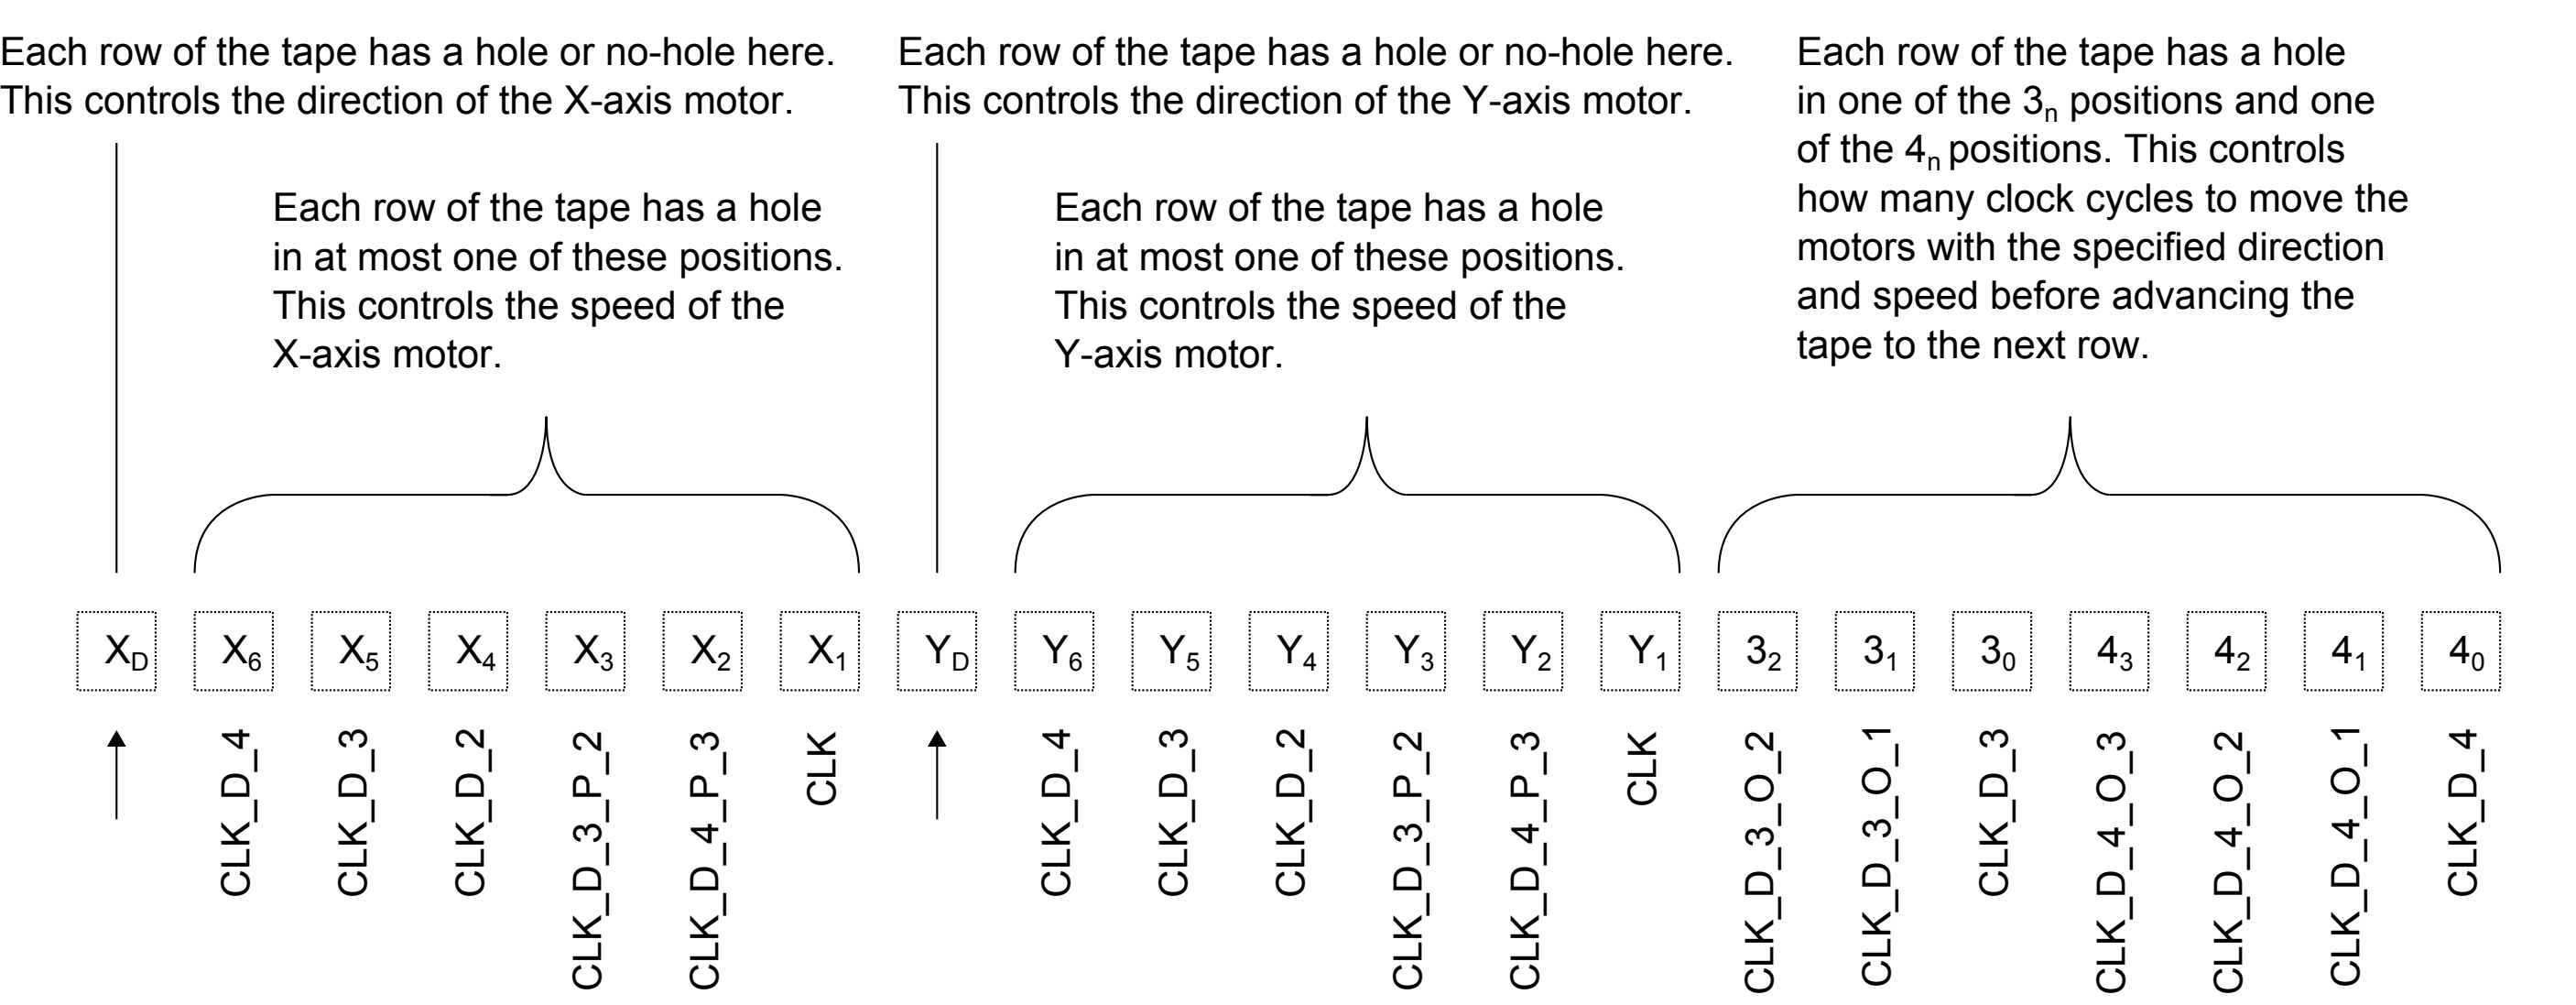 Each row of the tape has a hole or no-hole here.
This controls the direction of the X-axis motor.
Each row of the tape has a hole
in at most one of these positions.
This controls the speed of the
X-axis motor.
Each row of the tape has a hole or no-hole here.
This controls the direction of the Y-axis motor.
Each row of the tape has a hole
in at most one of these positions.
This controls the speed of the
Y-axis motor.
Each row of the tape has a hole
in one of the 3n positions and one
of the 4n positions. This controls
how many clock cycles to move the
motors with the specified direction
and speed before advancing the
tape to the next row.
XD X6 X5 X4 X3 X2 X1 YD Y6 Y5 Y4 Y3 Y2 Y1 32 31 30 43 42 41 40
CLK_D_4
CLK_D_3
CLK_D_2
CLK_D_3_P_2
CLK_D_4_P_3
CLK
CLK_D_4
CLK_D_3
CLK_D_2
CLK_D_3_P_2
CLK_D_4_P_3
CLK
CLK_D_3_O_2
CLK_D_3_O_1
CLK_D_3
CLK_D_4_O_3
CLK_D_4_O_2
CLK_D_4_O_1
CLK_D_4